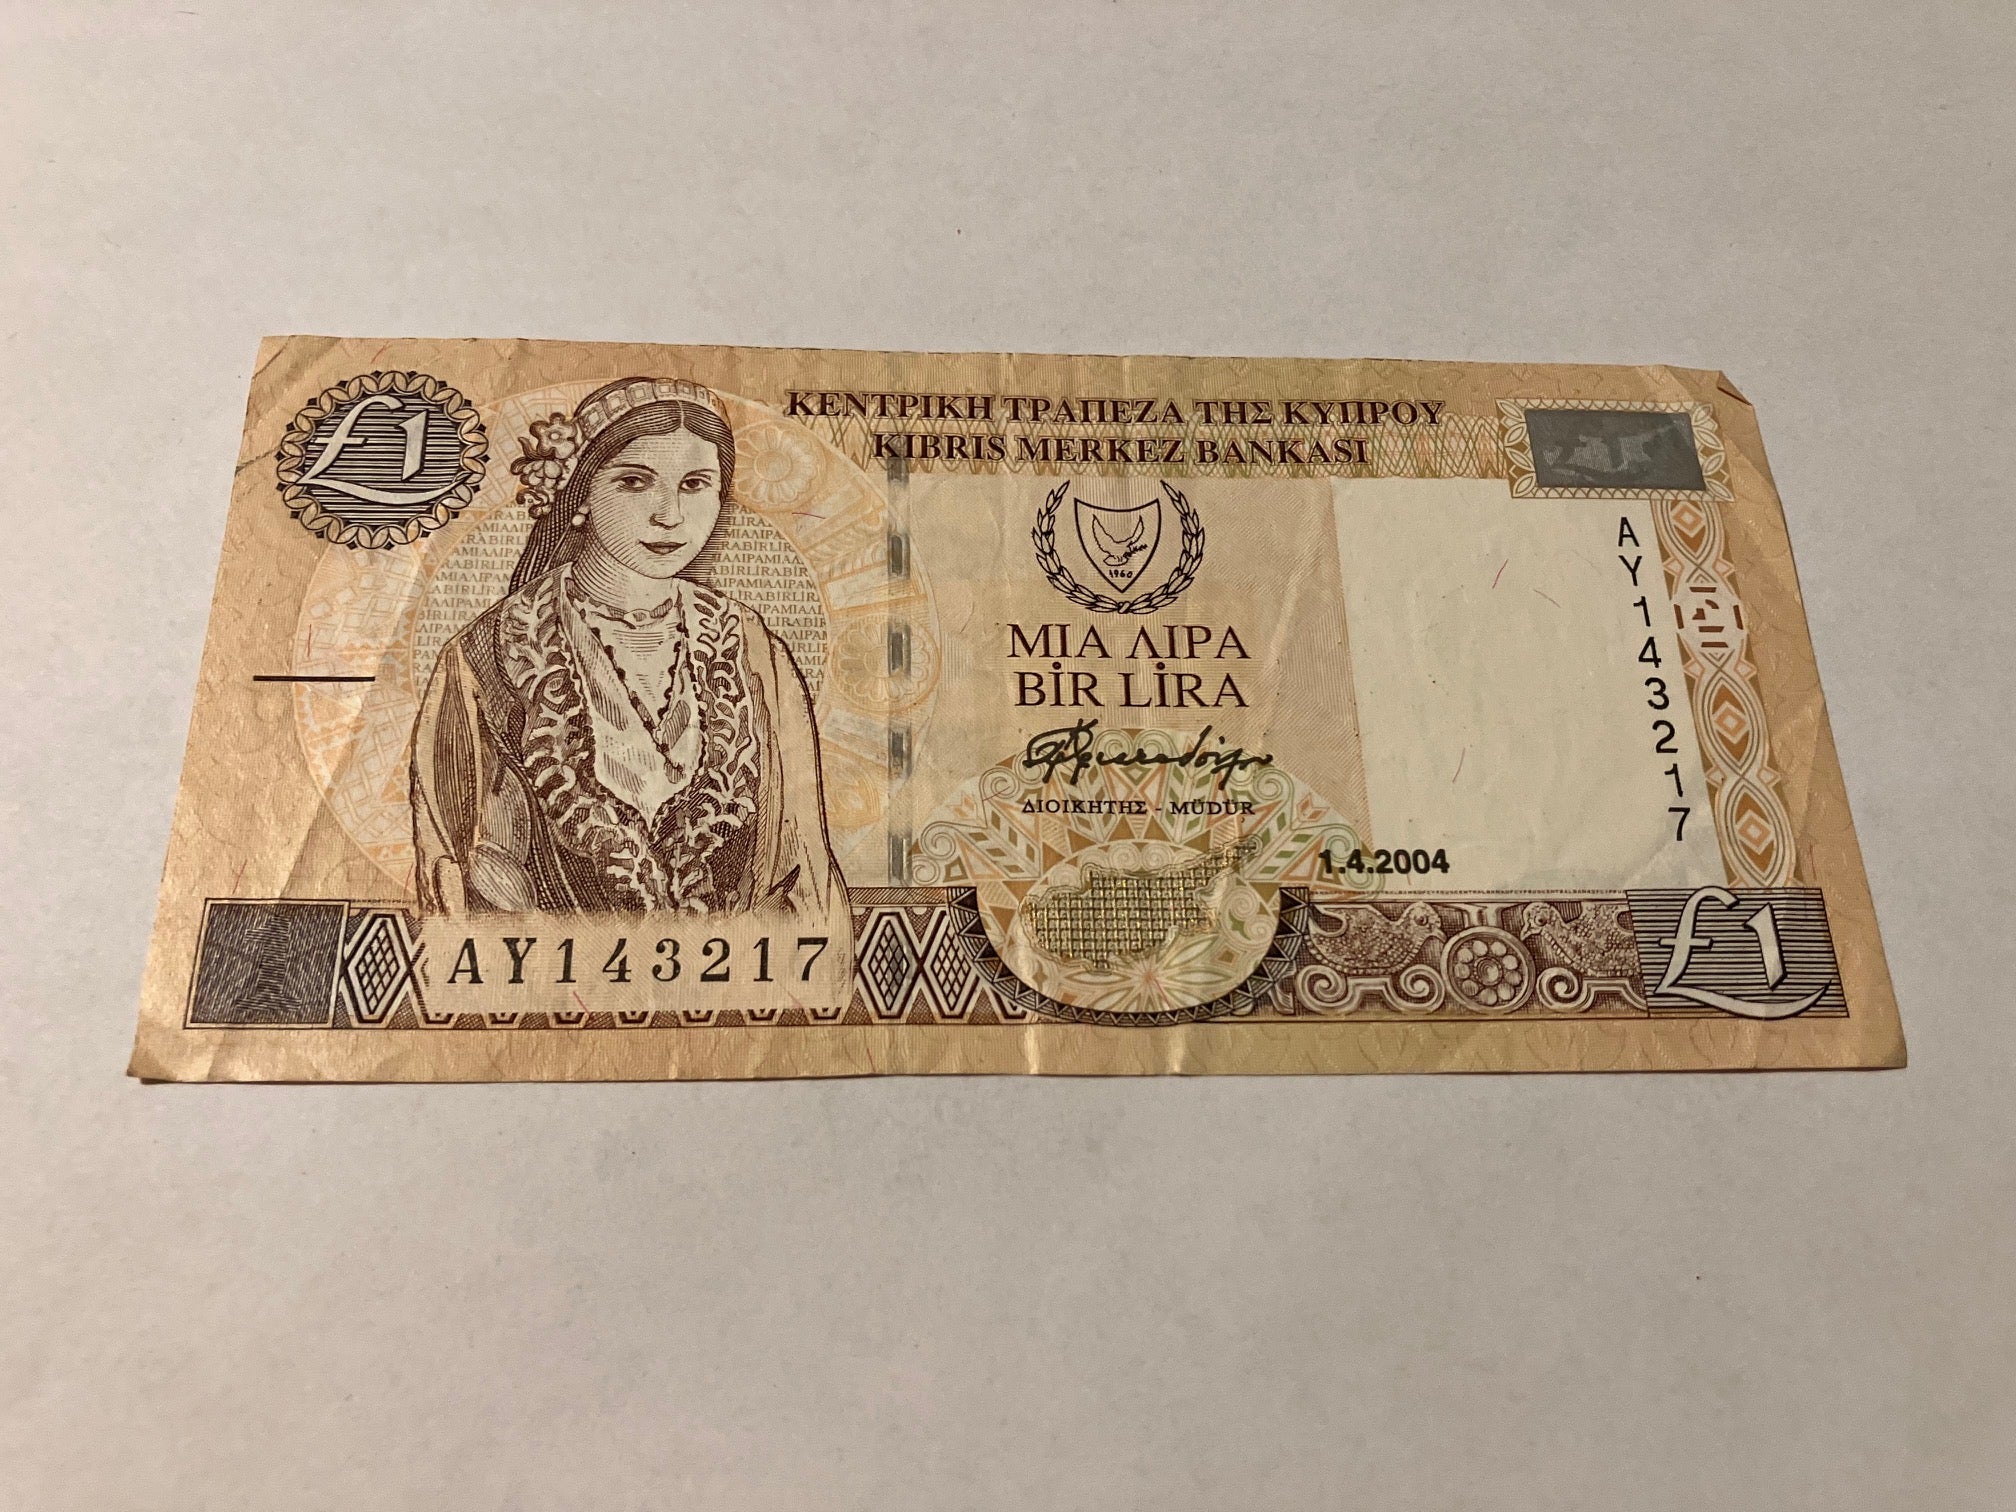 £1
ΚΕΝΤΡΙΚΗ ΤΡΑΠΕΖΑ ΤΗΣ ΚΥΠΡΟΥ
KIBRIS MERKEZ BANKASI
1960
ΜΙΑ ΛΙΡΑ
BİR LİRA
ΔΙΟΙΚΗΤΗΣ - MÜDÜR
1.4.2004
AY143217
AY143217
£1